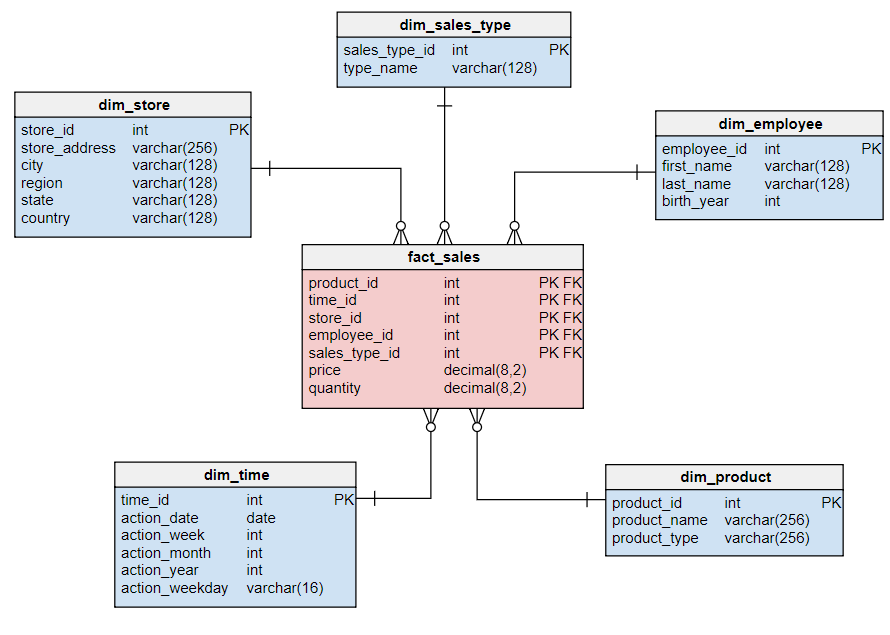 dim_sales_type
sales_type_id int PK
type_name varchar(128)
dim_store
store_id int PK
store_address varchar(256)
city varchar(128)
region varchar(128)
state varchar(128)
country varchar(128)
dim_employee
employee_id int PK
first_name varchar(128)
last_name varchar(128)
birth_year int
fact_sales
product_id int PK FK
time_id int PK FK
store_id int PK FK
employee_id int PK FK
sales_type_id int PK FK
price decimal(8,2)
quantity decimal(8,2)
dim_time
time_id int PK
action_date date
action_week int
action_month int
action_year int
action_weekday varchar(16)
dim_product
product_id int PK
product_name varchar(256)
product_type varchar(256)